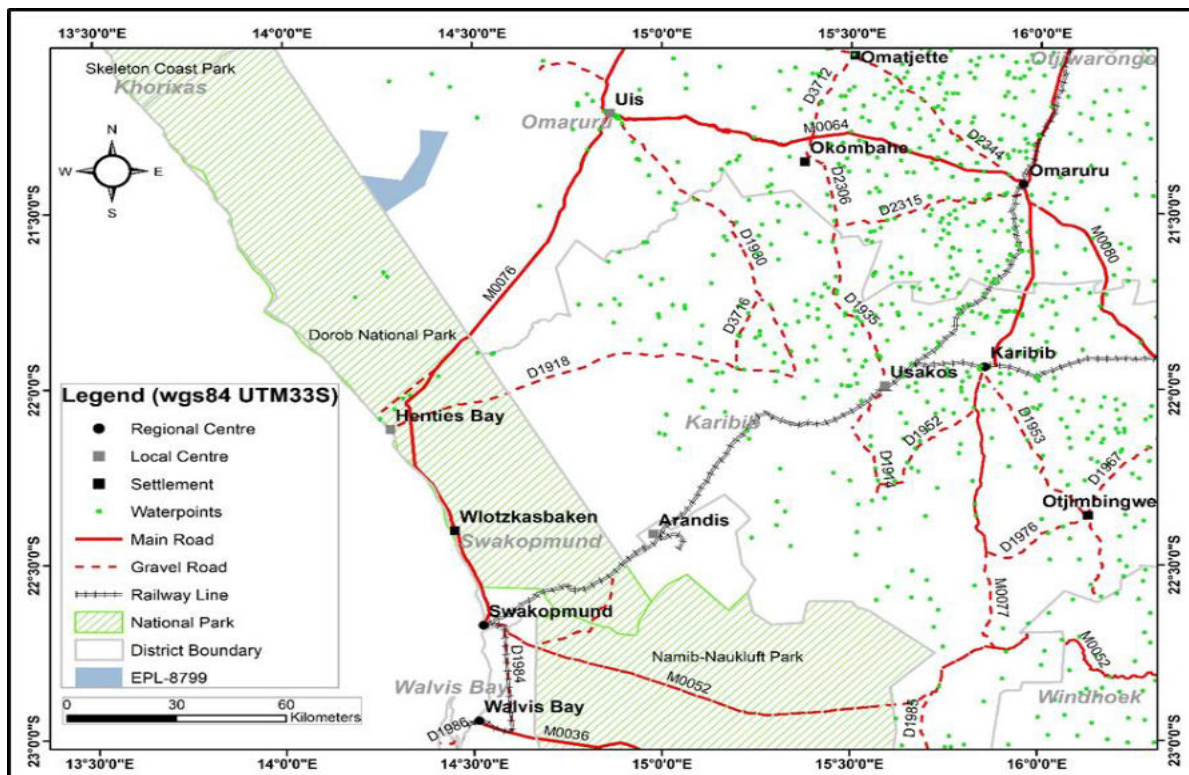 13°30'0"E 14°0'0"E 14°30'0"E 15°0'0"E 15°30'0"E 16°0'0"E
Skeleton Coast Park
Khorixas
Otjiwarongo
Omatjette
D3712
Uis
Omaruru
M0064
D2344
Okombahe
Omaruru
N
W E
S
D2306
D2315
21°30'0"S
21°30'0"S
M0080
D1980
M0076
D1935
D3716
Dorob National Park
Karibib
D1918
Usakos
22°0'0"S
22°0'0"S
Henties Bay
Karibib
D1952
D1953
D1914
D1967
Otjimbingwe
Wlotzkasbaken
Swakopmund
Arandis
D1976
22°30'0"S
22°30'0"S
M0077
Swakopmund
D1984
Namib-Naukluft Park
M0052
M0052
Windhoek
Walvis Bay
Walvis Bay
D1986
M0036
D1985
23°0'0"S
23°0'0"S
Legend (wgs84 UTM33S)
Regional Centre
Local Centre
Settlement
Waterpoints
Main Road
Gravel Road
Railway Line
National Park
District Boundary
EPL-8799
0 30 60
Kilometers
13°30'0"E 14°0'0"E 14°30'0"E 15°0'0"E 15°30'0"E 16°0'0"E